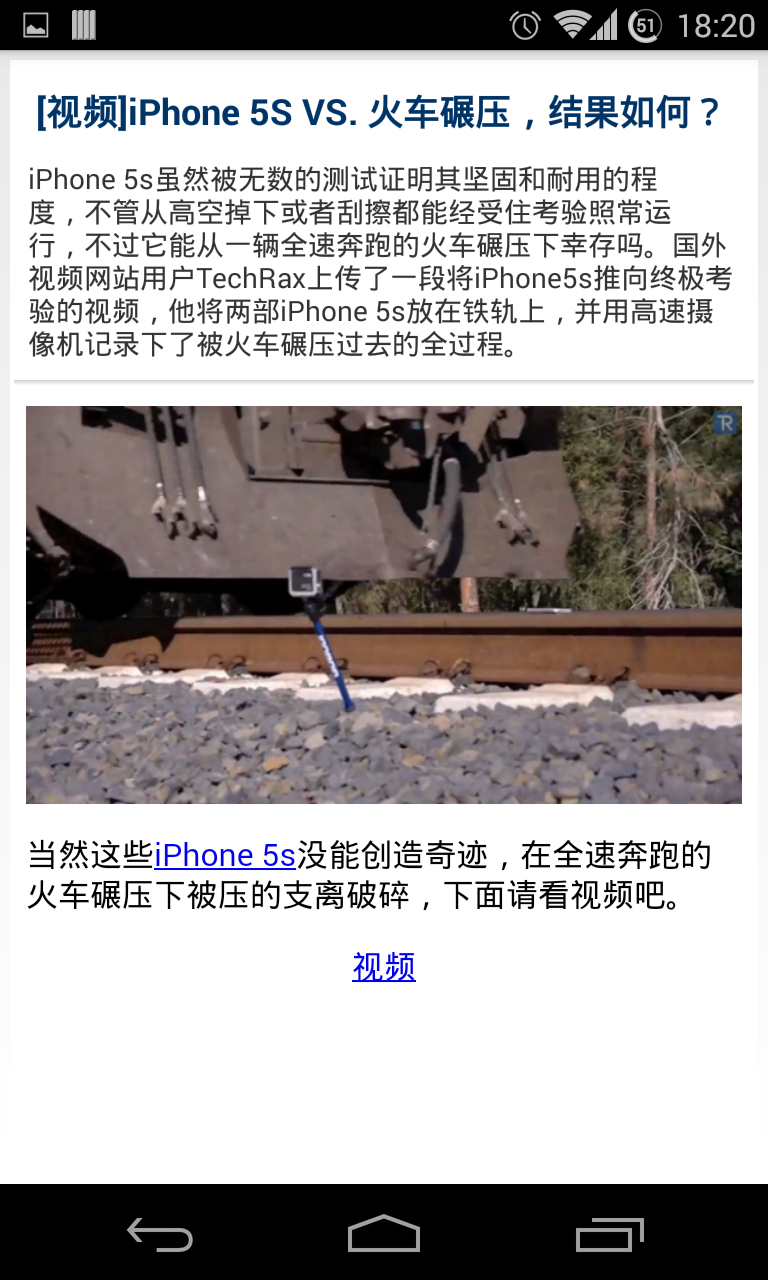 51 18:20
[视频]iPhone 5S VS. 火车碾压，结果如何？
iPhone 5s虽然被无数的测试证明其坚固和耐用的程
度，不管从高空掉下或者刮擦都能经受住考验照常运
行，不过它能从一辆全速奔跑的火车碾压下幸存吗。国外
视频网站用户TechRax上传了一段将iPhone5s推向终极考
验的视频，他将两部iPhone 5s放在铁轨上，并用高速摄
像机记录下了被火车碾压过去的全过程。
TR
当然这些iPhone 5s没能创造奇迹，在全速奔跑的
火车碾压下被压的支离破碎，下面请看视频吧。
视频